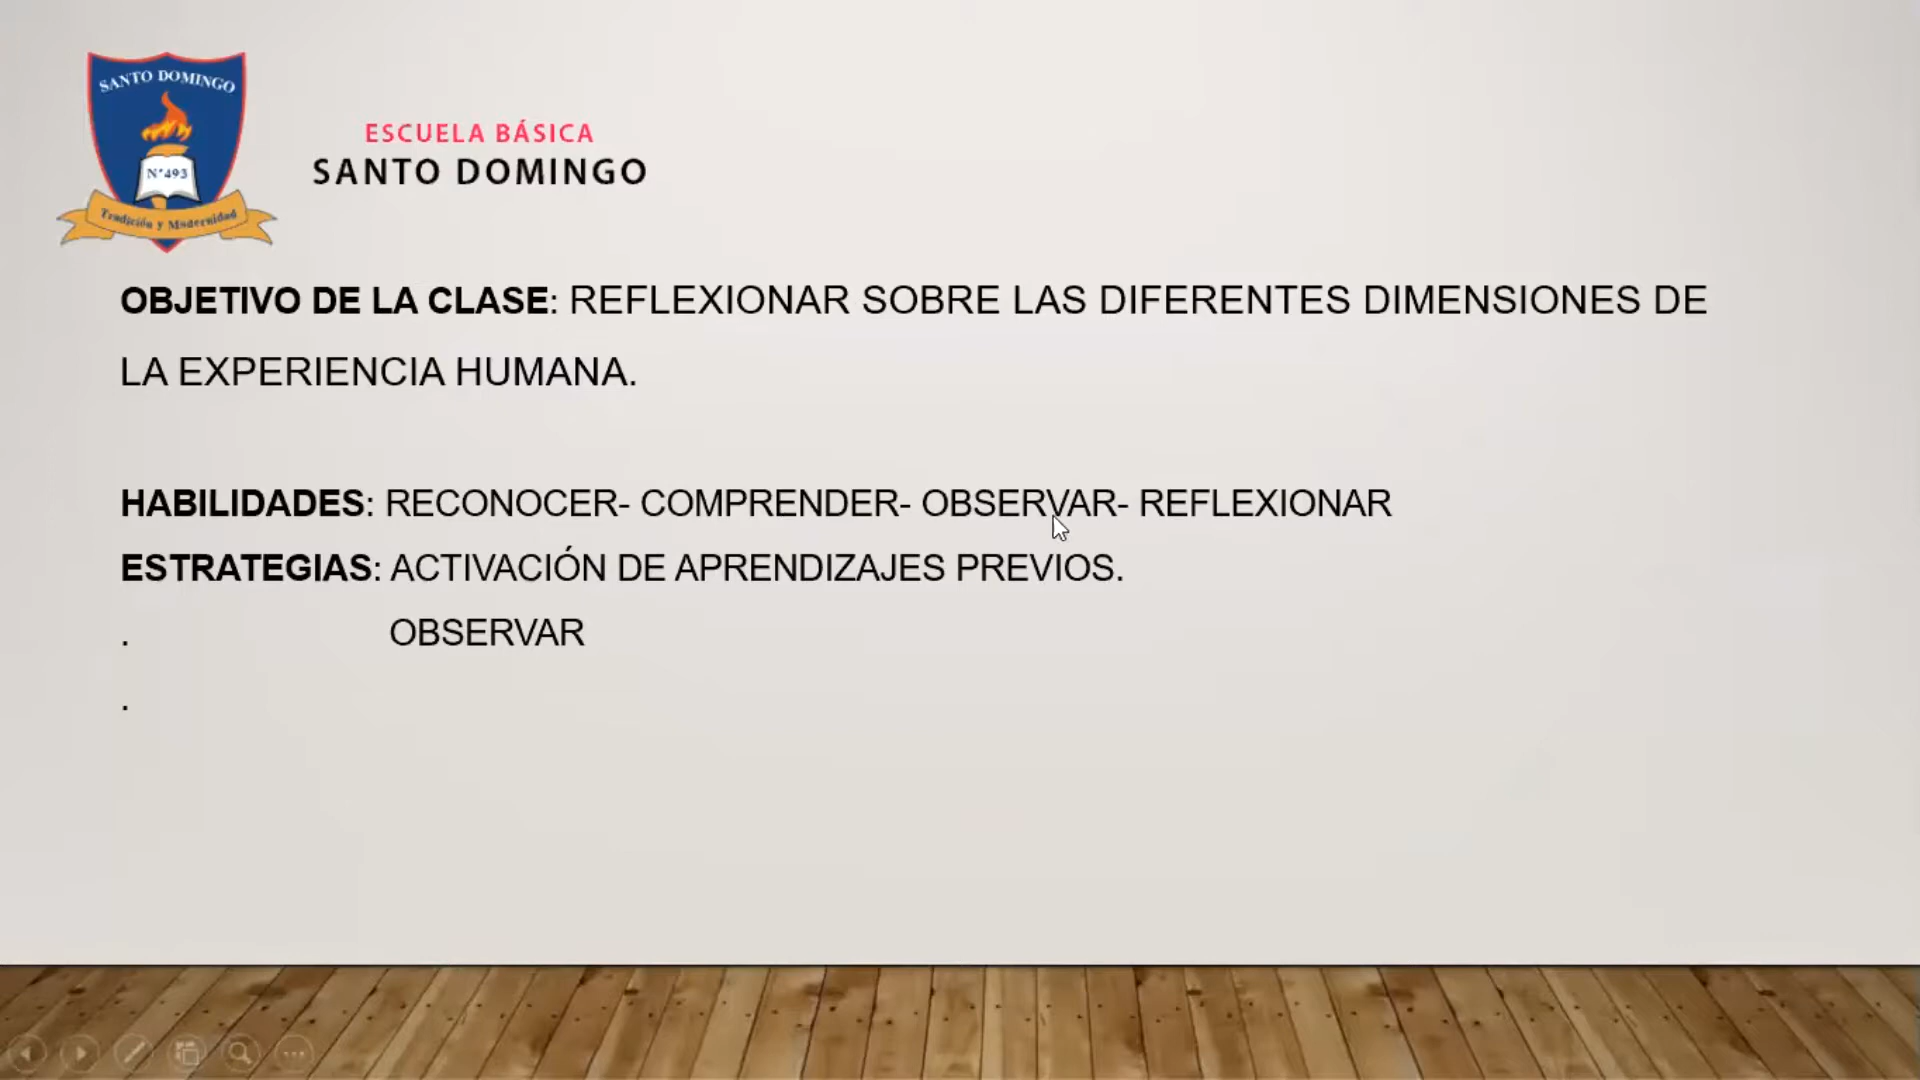 SANTO DOMINGO
N°493
Tradición y Modernidad
ESCUELA BÁSICA
SANTO DOMINGO
OBJETIVO DE LA CLASE: REFLEXIONAR SOBRE LAS DIFERENTES DIMENSIONES DE
LA EXPERIENCIA HUMANA.
HABILIDADES: RECONOCER- COMPRENDER- OBSERVAR- REFLEXIONAR
ESTRATEGIAS: ACTIVACIÓN DE APRENDIZAJES PREVIOS.
. OBSERVAR
.